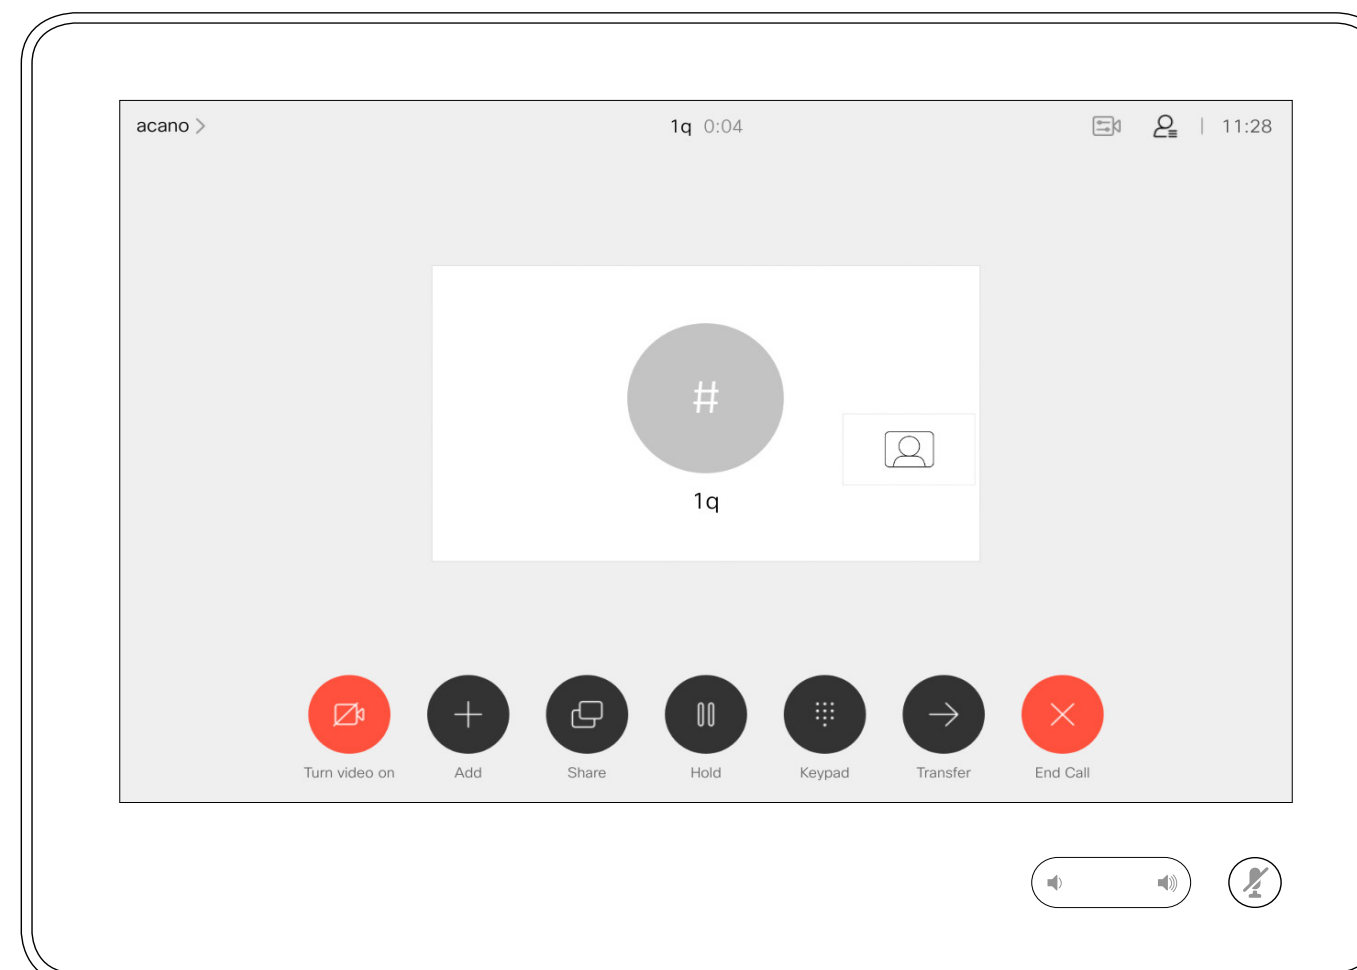 acano
1q 0:04
11:28
#
1q
Turn video on
Add
Share
Hold
Keypad
Transfer
End Call